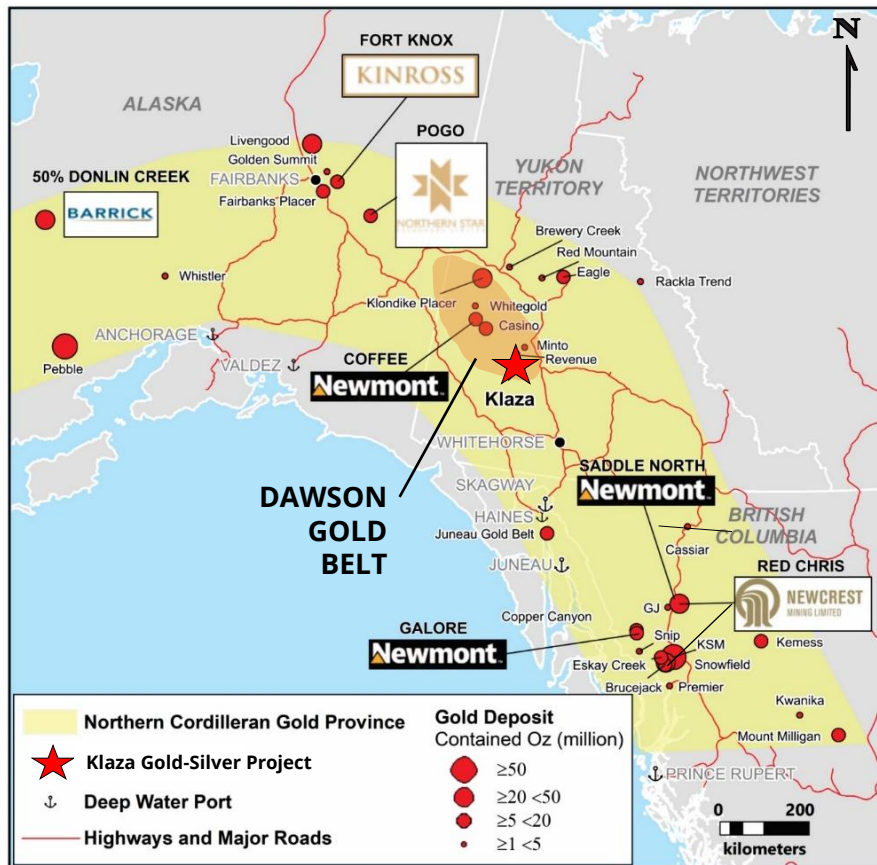 N
FORT KNOX
KINROSS
ALASKA
POGO
NORTHERN STAR
Livengood
Golden Summit
FAIRBANKS
Fairbanks Placer
50% DONLIN CREEK
BARRICK
YUKON
TERRITORY
NORTHWEST
TERRITORIES
Brewery Creek
Red Mountain
Eagle
Rackla Trend
Whistler
Klondike Placer
Whitegold
Casino
Minto
Revenue
ANCHORAGE
VALDEZ
Pebble
COFFEE
Newmont
Klaza
WHITEHORSE
DAWSON
GOLD
BELT
SKAGWAY
HAINES
Juneau Gold Belt
JUNEAU
SADDLE NORTH
Newmont
BRITISH
COLUMBIA
Cassiar
RED CHRIS
NEWCREST
MINING LIMITED
GJ
Copper Canyon
GALORE
Newmont
Snip
KSM
Eskay Creek
Snowfield
Brucejack
Premier
Kemess
Kwanika
Mount Milligan
PRINCE RUPERT
Northern Cordilleran Gold Province
Klaza Gold-Silver Project
Deep Water Port
Highways and Major Roads
Gold Deposit
Contained Oz (million)
≥50
≥20 <50
≥5 <20
≥1 <5
0 200
kilometers